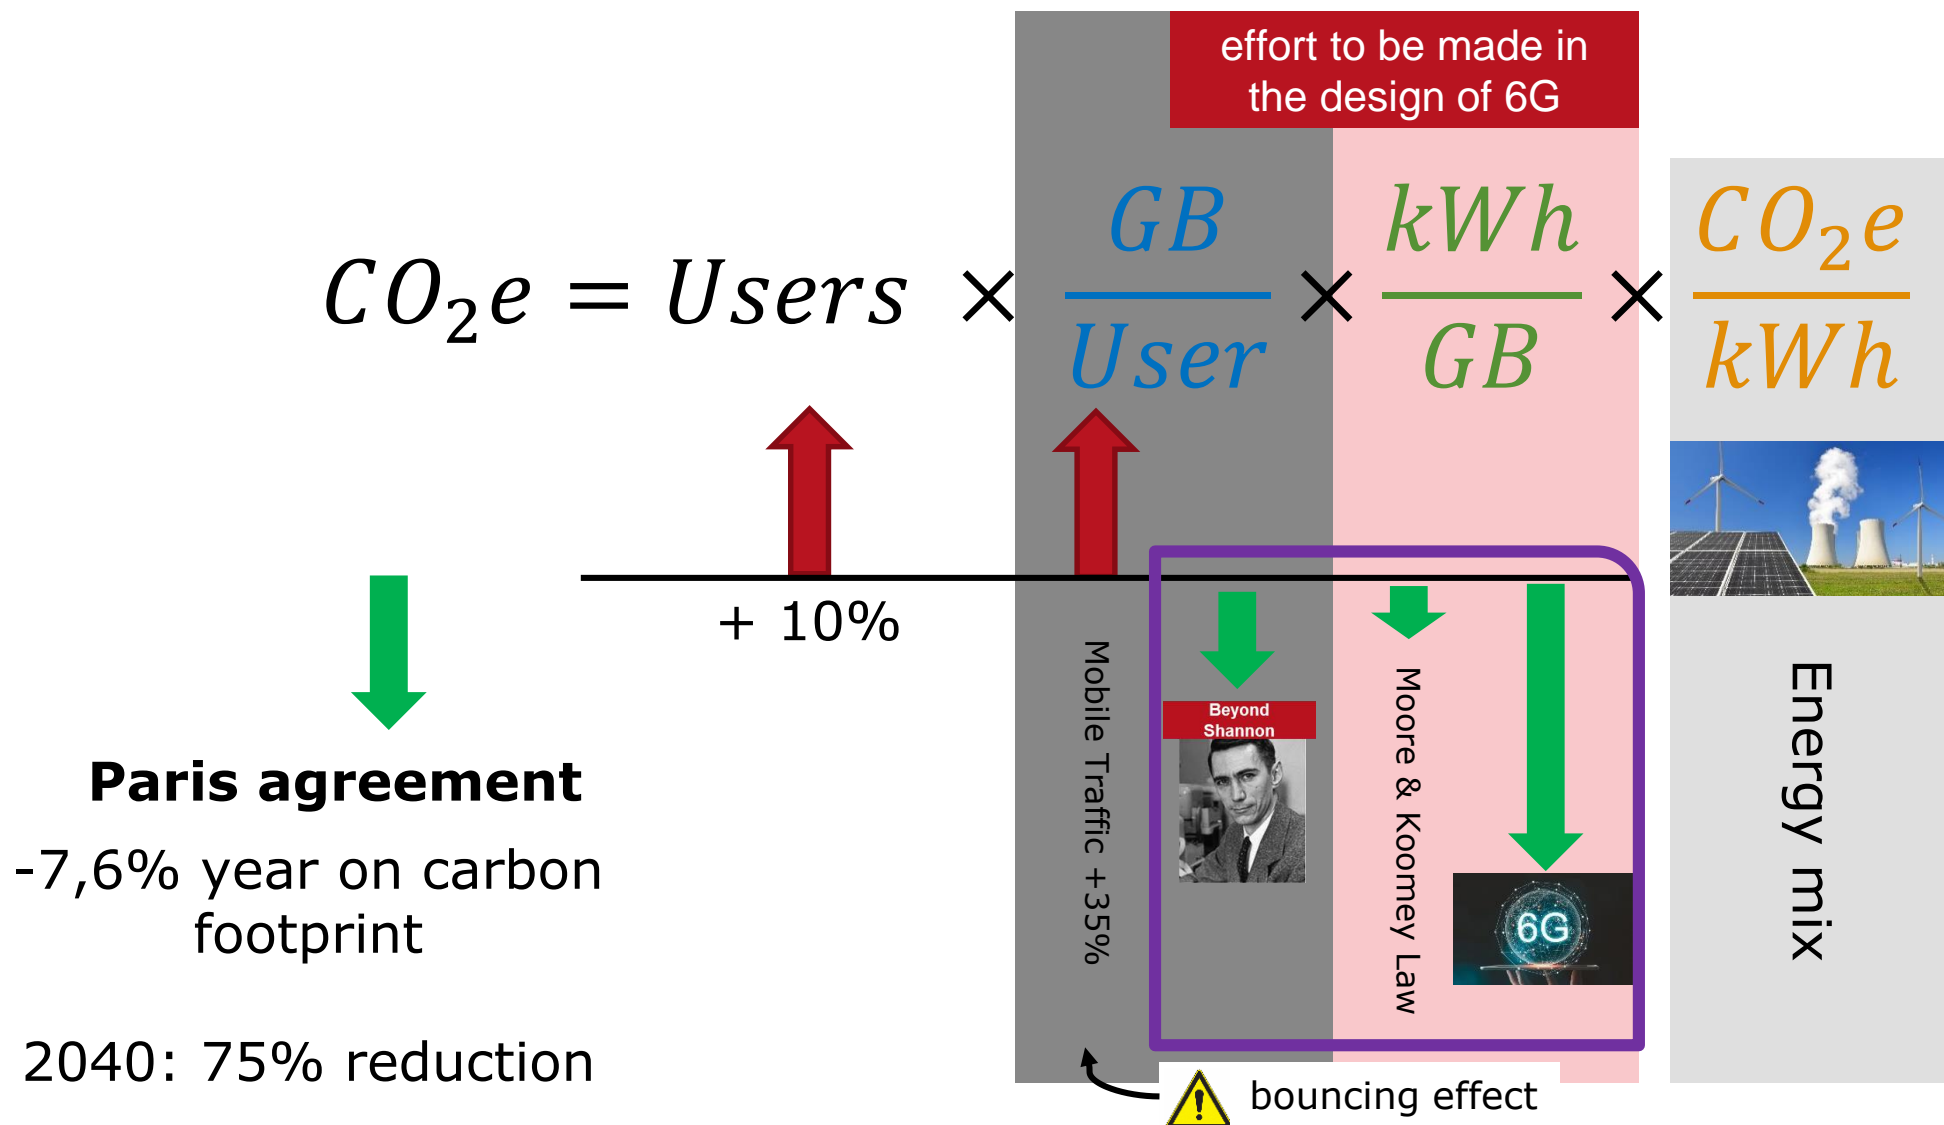 effort to be made in
the design of 6G
CO₂e = Users × GB/User × kWh/GB × CO₂e/kWh
+ 10%
Paris agreement
-7,6% year on carbon
footprint
2040: 75% reduction
Mobile Traffic +35%
Beyond
Shannon
Moore & Koomey Law
6G
Energy mix
bouncing effect